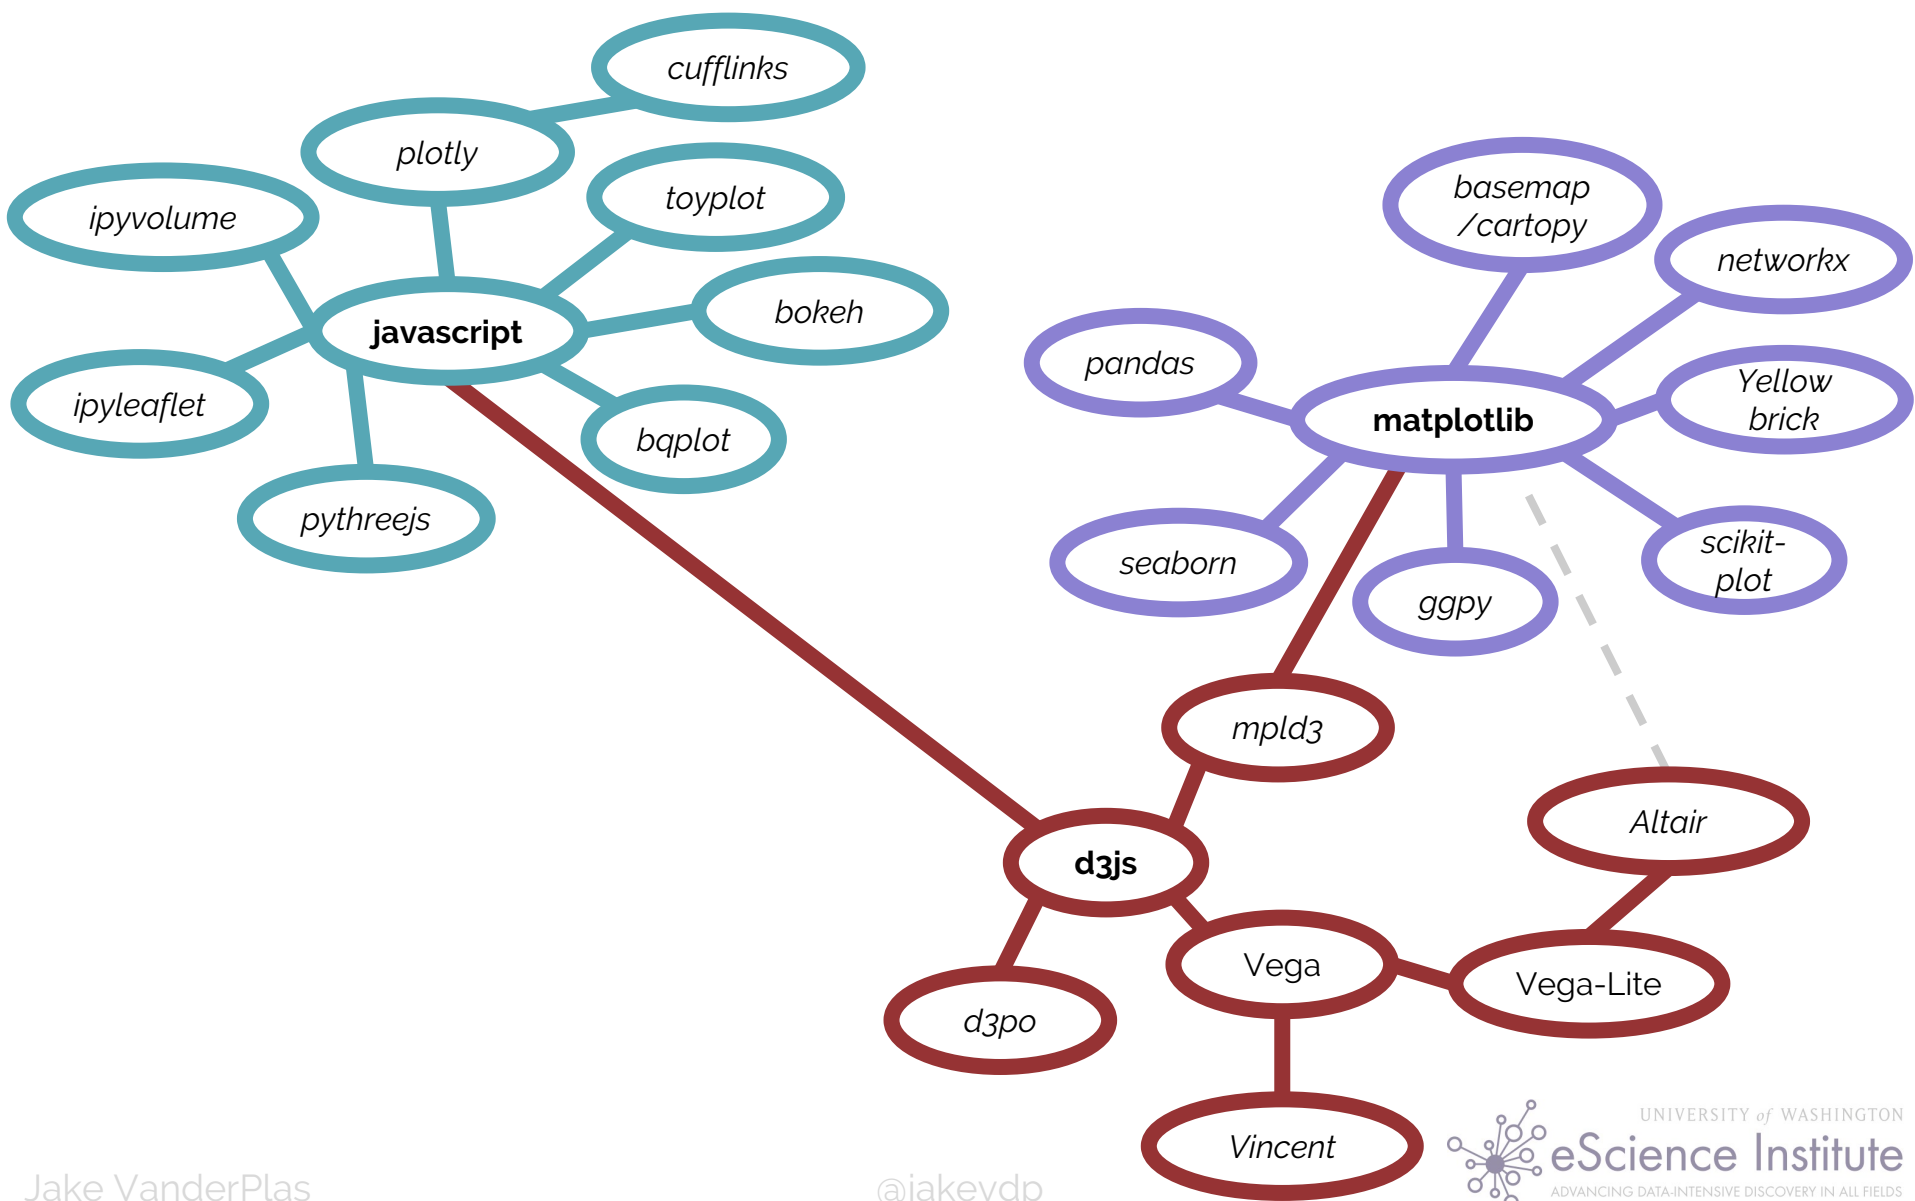 cufflinks
plotly
toyplot
ipyvolume
bokeh
javascript
ipyleaflet
bqplot
pythreejs
basemap
/cartopy
networkx
pandas
Yellow
brick
matplotlib
seaborn
ggpy
scikit-
plot
mpld3
Altair
d3js
Vega
Vega-Lite
d3po
Vincent
UNIVERSITY of WASHINGTON
eScience Institute
ADVANCING DATA-INTENSIVE DISCOVERY IN ALL FIELDS
Jake VanderPlas
@jakevdp